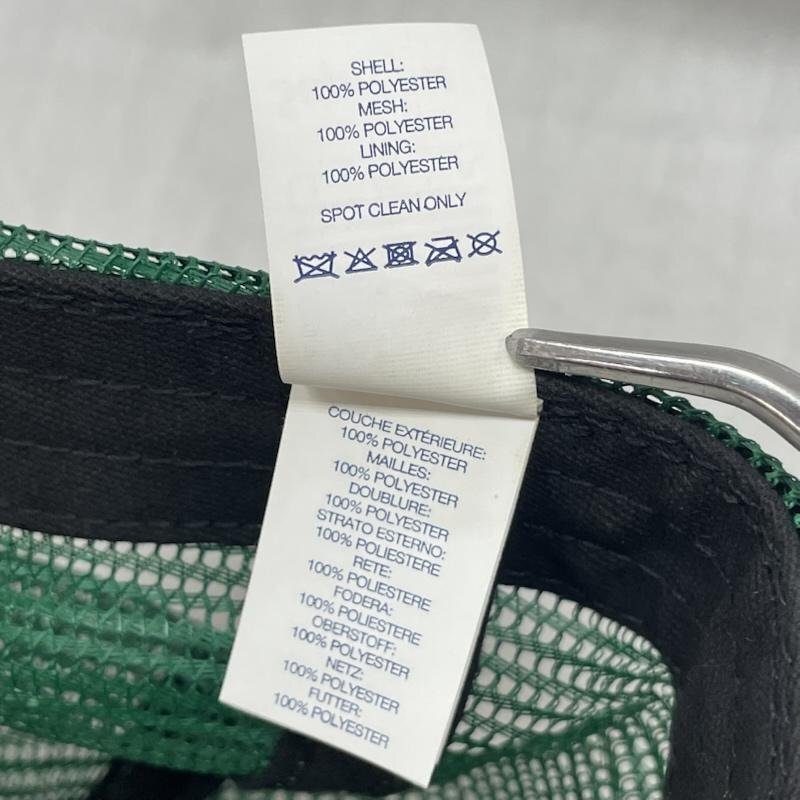 SHELL:
100% POLYESTER
MESH:
100% POLYESTER
LINING:
100% POLYESTER
SPOT CLEAN ONLY
COUCHE EXTÉRIEURE:
100% POLYESTER
MAILLES:
100% POLYESTER
DOUBLURE:
100% POLYESTER
STRATO ESTERNO:
100% POLIESTERE
RETE:
100% POLIESTERE
FODERA:
100% POLIESTERE
OBERSTOFF:
100% POLYESTER
NETZ:
100% POLYESTER
FUTTER:
100% POLYESTER